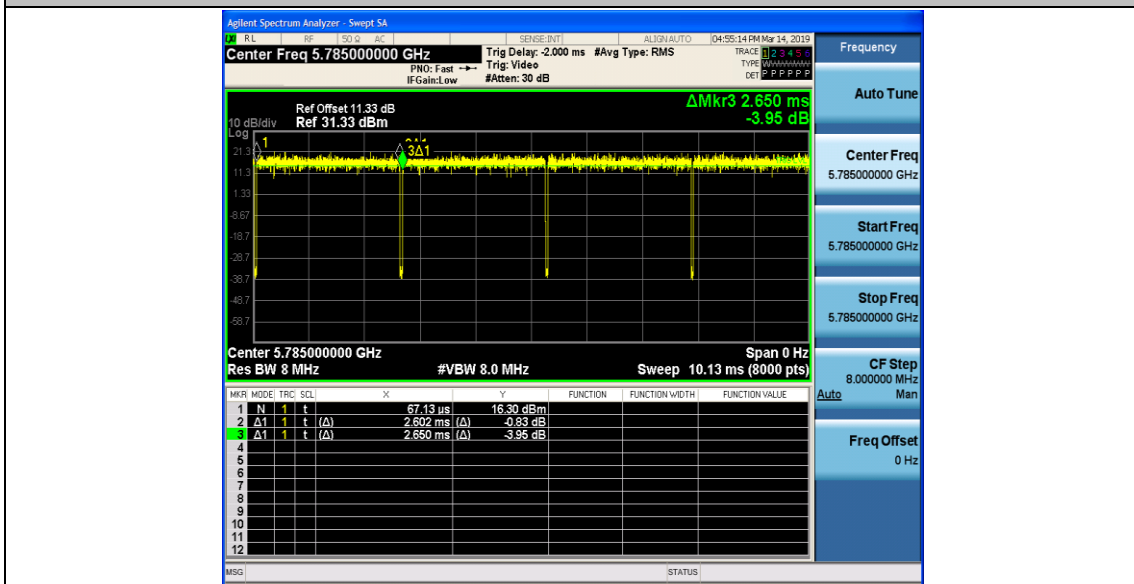 Agilent Spectrum Analyzer - Swept SA
RL RF 50 Ω AC SENSE:INT ALIGN AUTO 04:55:14 PM Mar 14, 2019
Center Freq 5.785000000 GHz Trig Delay: -2.000 ms #Avg Type: RMS TRACE 1 2 3 4 5 6
PNO: Fast Trig: Video TYPE
IFGain:Low #Atten: 30 dB DET P P P P P P
Frequency
Auto Tune
Center Freq
5.785000000 GHz
Start Freq
5.785000000 GHz
Stop Freq
5.785000000 GHz
CF Step
8.000000 MHz
Auto Man
Freq Offset
0 Hz
ΔMkr3 2.650 ms
-3.95 dB
Ref Offset 11.33 dB
10 dB/div Ref 31.33 dBm
Log
1
3Δ1
21.3
11.3
1.33
-8.67
-18.7
-28.7
-38.7
-48.7
-58.7
Center 5.785000000 GHz Span 0 Hz
Res BW 8 MHz #VBW 8.0 MHz Sweep 10.13 ms (8000 pts)
MKR MODE TRC SCL X Y FUNCTION FUNCTION WIDTH FUNCTION VALUE
1 N 1 t 67.13 µs 16.30 dBm
2 Δ1 1 t (Δ) 2.602 ms (Δ) -0.83 dB
3 Δ1 1 t (Δ) 2.650 ms (Δ) -3.95 dB
4
5
6
7
8
9
10
11
12
MSG STATUS